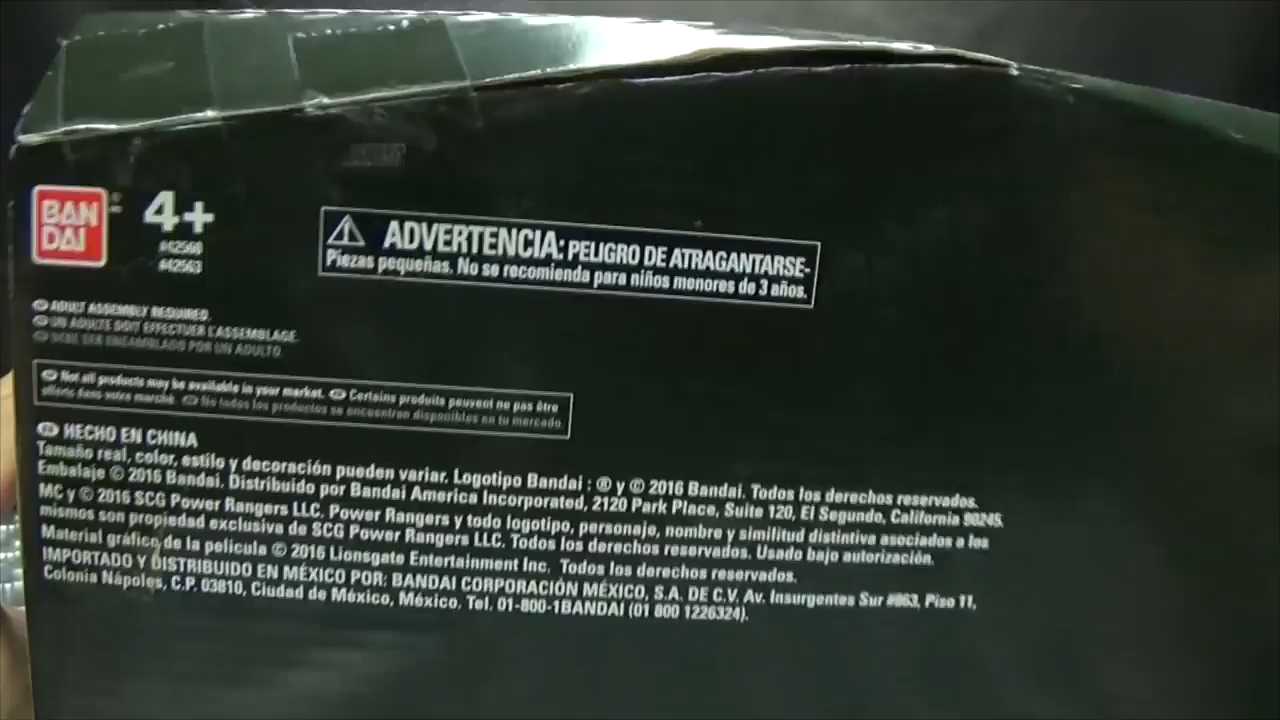 BAN
DAI
4+
#42560
#42563
ADVERTENCIA: PELIGRO DE ATRAGANTARSE-
Piezas pequeñas. No se recomienda para niños menores de 3 años.
ADULT ASSEMBLY REQUIRED.
UN ADULTE DOIT EFFECTUER L'ASSEMBLAGE.
DEBE SER ENSAMBLADO POR UN ADULTO.
Not all products may be available in your market. Certains produits peuvent ne pas être
offerts dans votre marché. No todos los productos se encuentran disponibles en tu mercado.
HECHO EN CHINA
Tamaño real, color, estilo y decoración pueden variar. Logotipo Bandai ; ® y © 2016 Bandai. Todos los derechos reservados.
Embalaje © 2016 Bandai. Distribuido por Bandai America Incorporated, 2120 Park Place, Suite 120, El Segundo, California 90245.
MC y © 2016 SCG Power Rangers LLC. Power Rangers y todo logotipo, personaje, nombre y similitud distintiva asociados a los
mismos son propiedad exclusiva de SCG Power Rangers LLC. Todos los derechos reservados. Usado bajo autorización.
Material gráfico de la película © 2016 Lionsgate Entertainment Inc. Todos los derechos reservados.
IMPORTADO Y DISTRIBUIDO EN MÉXICO POR: BANDAI CORPORACIÓN MÉXICO, S.A. DE C.V. Av. Insurgentes Sur #863, Piso 11,
Colonia Nápoles, C.P. 03810, Ciudad de México, México. Tel. 01-800-1BANDAI (01 800 1226324).